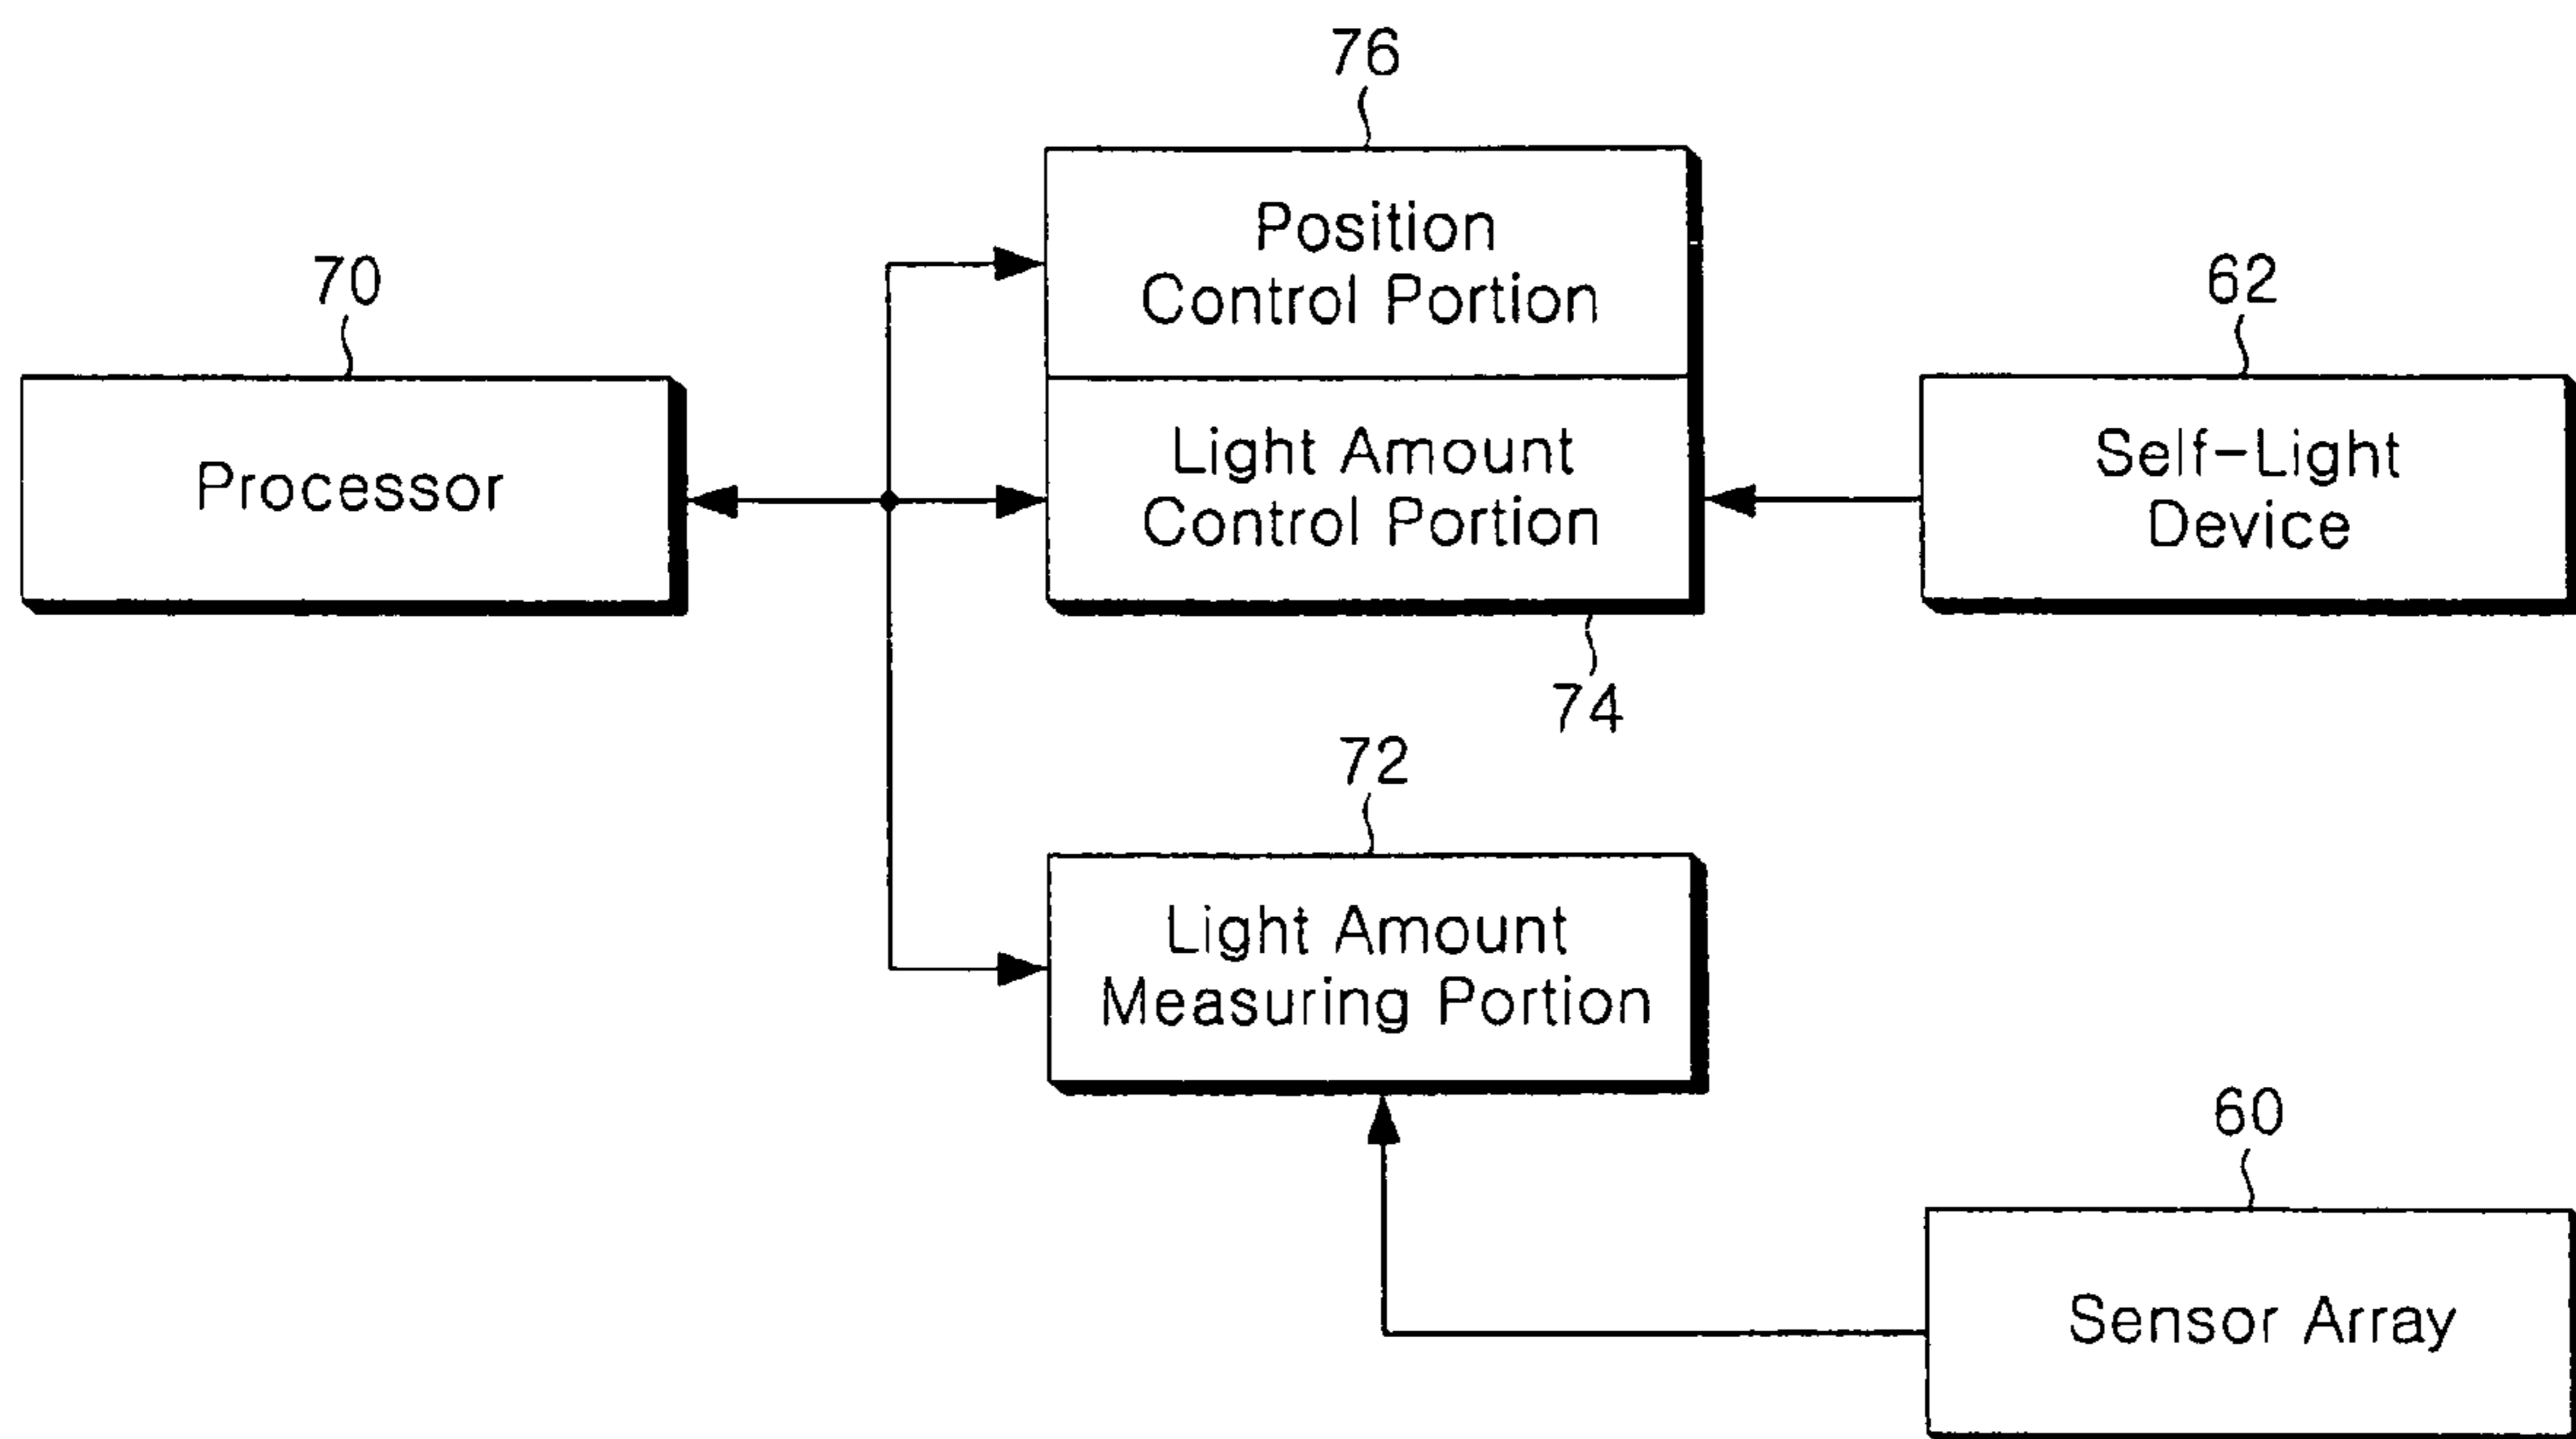 76
Position
Control Portion
70
Processor
Light Amount
Control Portion
74
62
Self-Light
Device
72
Light Amount
Measuring Portion
60
Sensor Array